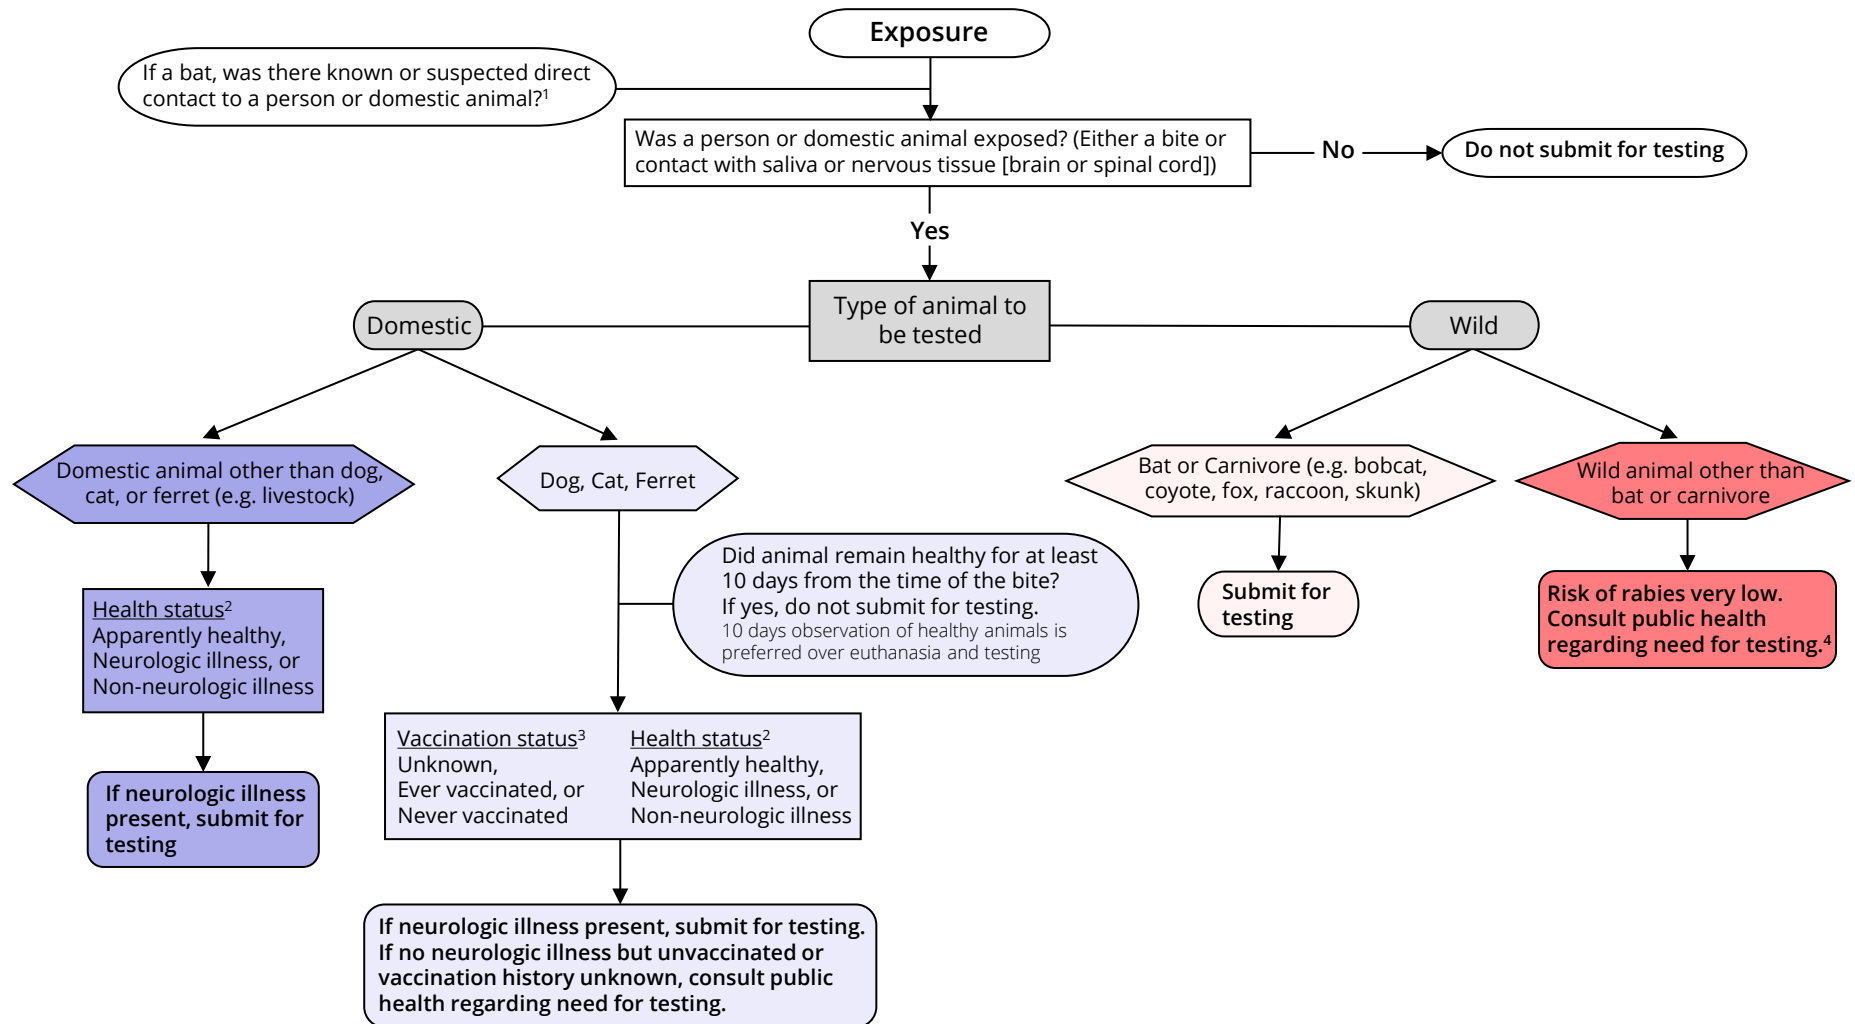 Exposure
If a bat, was there known or suspected direct
contact to a person or domestic animal?¹
Was a person or domestic animal exposed? (Either a bite or
contact with saliva or nervous tissue [brain or spinal cord])
No
Do not submit for testing
Yes
Type of animal to
be tested
Domestic
Wild
Domestic animal other than dog,
cat, or ferret (e.g. livestock)
Dog, Cat, Ferret
Bat or Carnivore (e.g. bobcat,
coyote, fox, raccoon, skunk)
Wild animal other than
bat or carnivore
Did animal remain healthy for at least
10 days from the time of the bite?
If yes, do not submit for testing.
10 days observation of healthy animals is
preferred over euthanasia and testing
Submit for
testing
Risk of rabies very low.
Consult public health
regarding need for testing.⁴
Health status²
Apparently healthy,
Neurologic illness, or
Non-neurologic illness
Vaccination status³
Unknown,
Ever vaccinated, or
Never vaccinated
Health status²
Apparently healthy,
Neurologic illness, or
Non-neurologic illness
If neurologic illness
present, submit for
testing
If neurologic illness present, submit for testing.
If no neurologic illness but unvaccinated or
vaccination history unknown, consult public
health regarding need for testing.